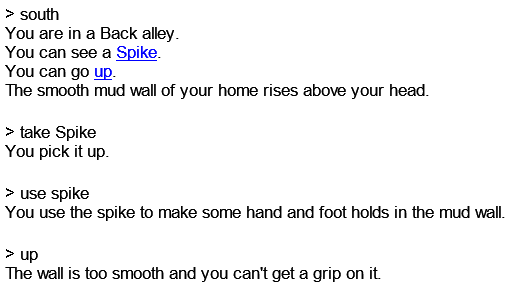 > south
You are in a Back alley.
You can see a Spike.
You can go up.
The smooth mud wall of your home rises above your head.
> take Spike
You pick it up.
> use spike
You use the spike to make some hand and foot holds in the mud wall.
> up
The wall is too smooth and you can't get a grip on it.